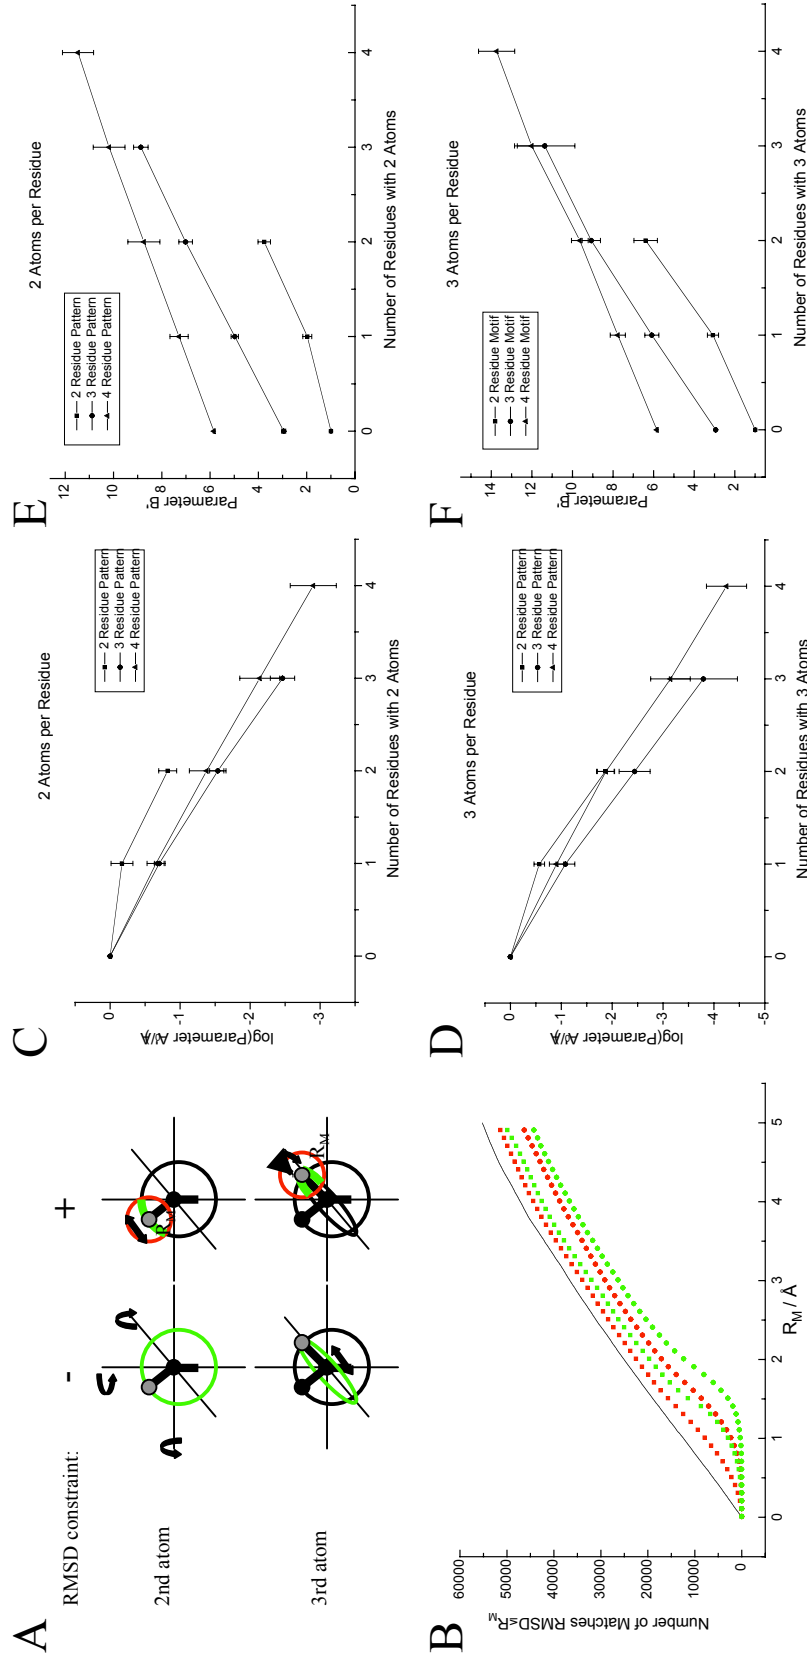 A
RMSD constraint:
-
+
2nd atom
R_M
3rd atom
R_M
B
Number of Matches RMSD≤R_M
60000
50000
40000
30000
20000
10000
0
0 1 2 3 4 5
R_M / Å
C
2 Atoms per Residue
2 Residue Pattern
3 Residue Pattern
4 Residue Pattern
0
-1
-2
-3
0 1 2 3 4
Number of Residues with 2 Atoms
D
3 Atoms per Residue
2 Residue Pattern
3 Residue Pattern
4 Residue Pattern
0
-1
-2
-3
-4
-5
0 1 2 3 4
Number of Residues with 3 Atoms
E
2 Atoms per Residue
2 Residue Pattern
3 Residue Pattern
4 Residue Pattern
Parameter B'
12
10
8
6
4
2
0
0 1 2 3 4
Number of Residues with 2 Atoms
F
3 Atoms per Residue
2 Residue Motif
3 Residue Motif
4 Residue Motif
Parameter B'
14
12
10
8
6
4
2
0 1 2 3 4
Number of Residues with 3 Atoms